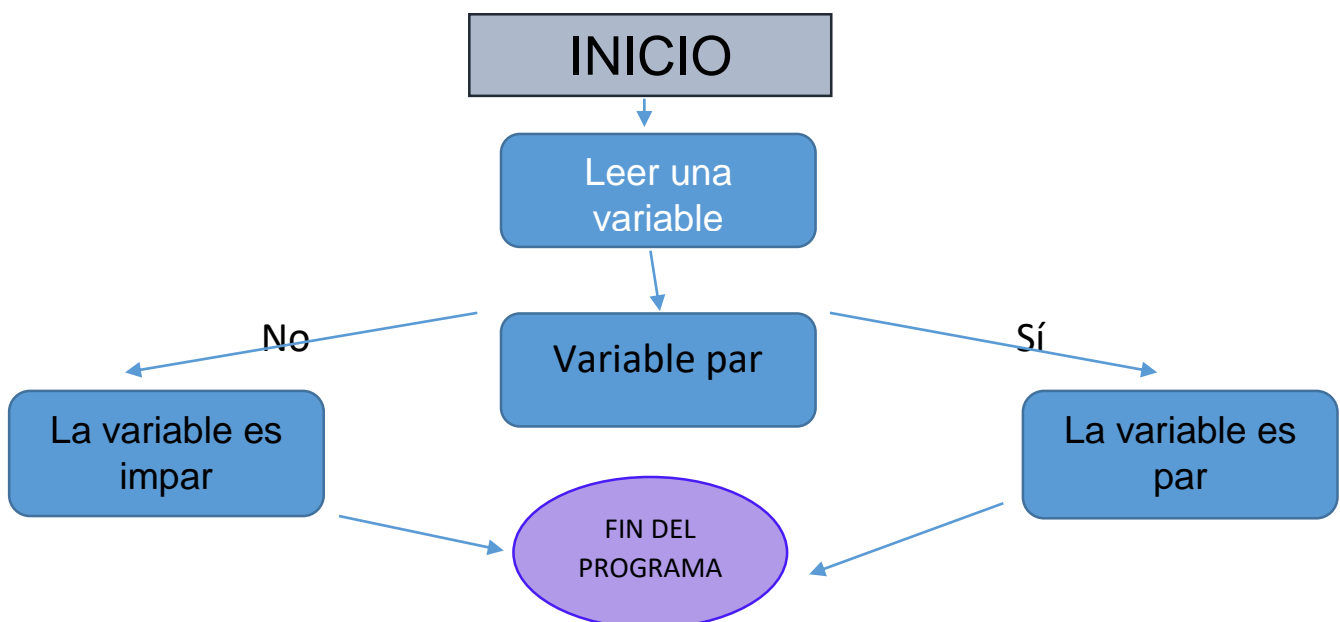 INICIO
Leer una
variable
No
Variable par
Sí
La variable es
impar
La variable es
par
FIN DEL
PROGRAMA